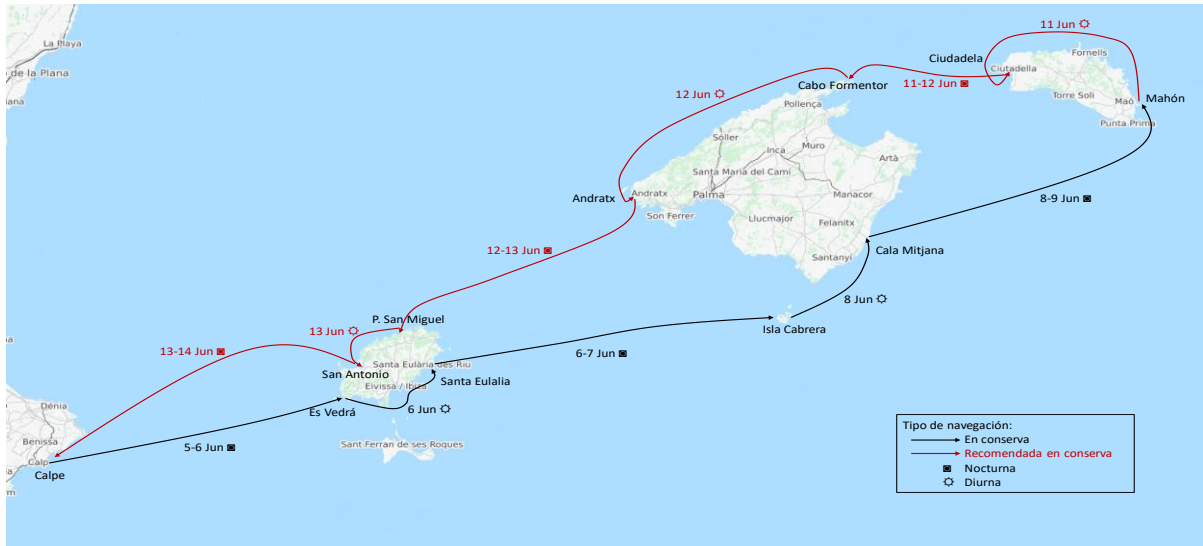 11 Jun
La Playa
Ciudadela
Fornells
o de la Plana
Ciutadella
Cabo Formentor
11-12 Jun
Torre Soli
Maó
Mahón
12 Jun
Pollença
Punta Prima
Sóller
Inca
Muro
Artà
Santa Maria del Camí
Andratx
Andratx
Palma
Manacor
8-9 Jun
Son Ferrer
Llucmajor
Felanitx
12-13 Jun
Santanyí
Cala Mitjana
8 Jun
P. San Miguel
13 Jun
Isla Cabrera
13-14 Jun
6-7 Jun
San Antonio
Santa Eulària des Riu
Santa Eulalia
Eivissa / Ibiza
Es Vedrá
6 Jun
Dénia
Benissa
5-6 Jun
Sant Ferran de ses Roques
Calp
Calpe
Tipo de navegación:
En conserva
Recomendada en conserva
Nocturna
Diurna